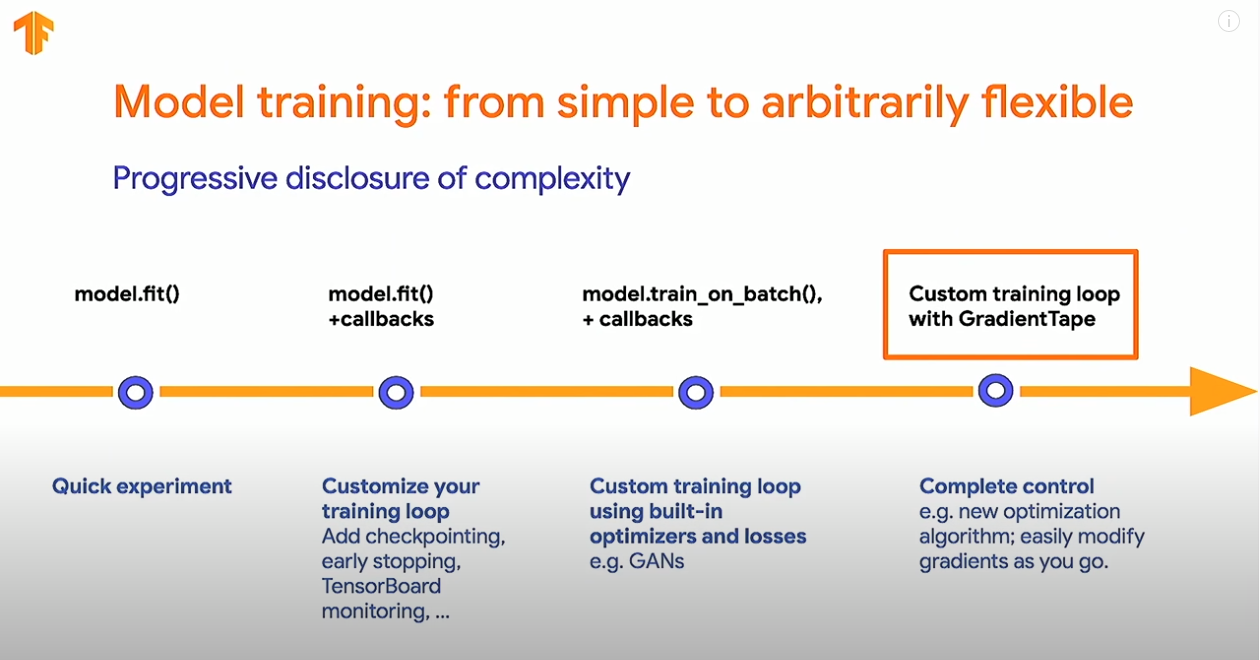 Model training: from simple to arbitrarily flexible
Progressive disclosure of complexity
model.fit()
model.fit()
+callbacks
model.train_on_batch(),
+ callbacks
Custom training loop
with GradientTape
Quick experiment
Customize your
training loop
Add checkpointing,
early stopping,
TensorBoard
monitoring, ...
Custom training loop
using built-in
optimizers and losses
e.g. GANs
Complete control
e.g. new optimization
algorithm; easily modify
gradients as you go.